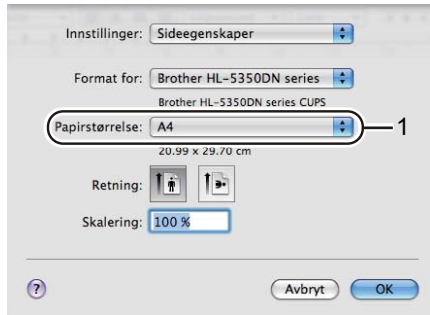 Innstillinger: Sideegenskaper
Format for: Brother HL-5350DN series
Brother HL-5350DN series CUPS
Papirstørrelse: A4 1
20.99 x 29.70 cm
Retning:
Skalering: 100 %
? Avbryt OK